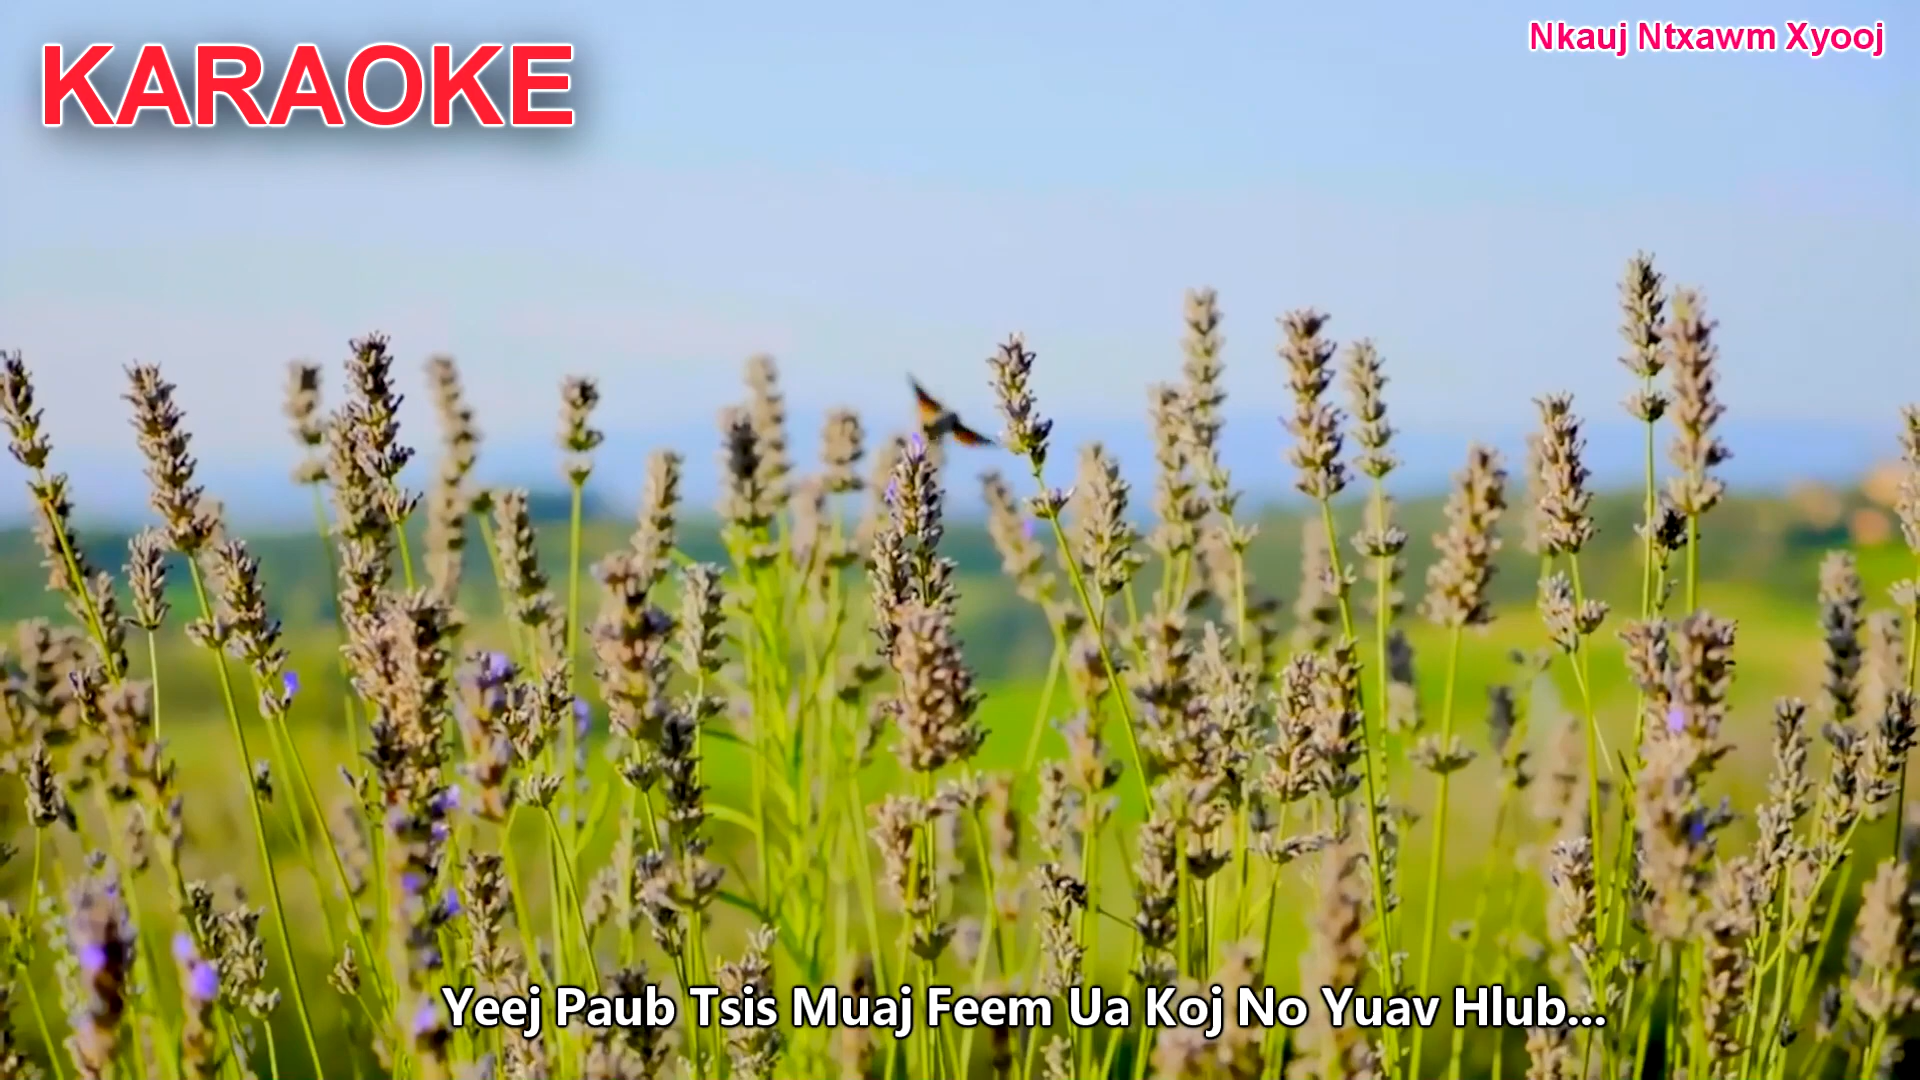 KARAOKE
Nkauj Ntxawm Xyooj
Yeej Paub Tsis Muaj Feem Ua Koj No Yuav Hlub...